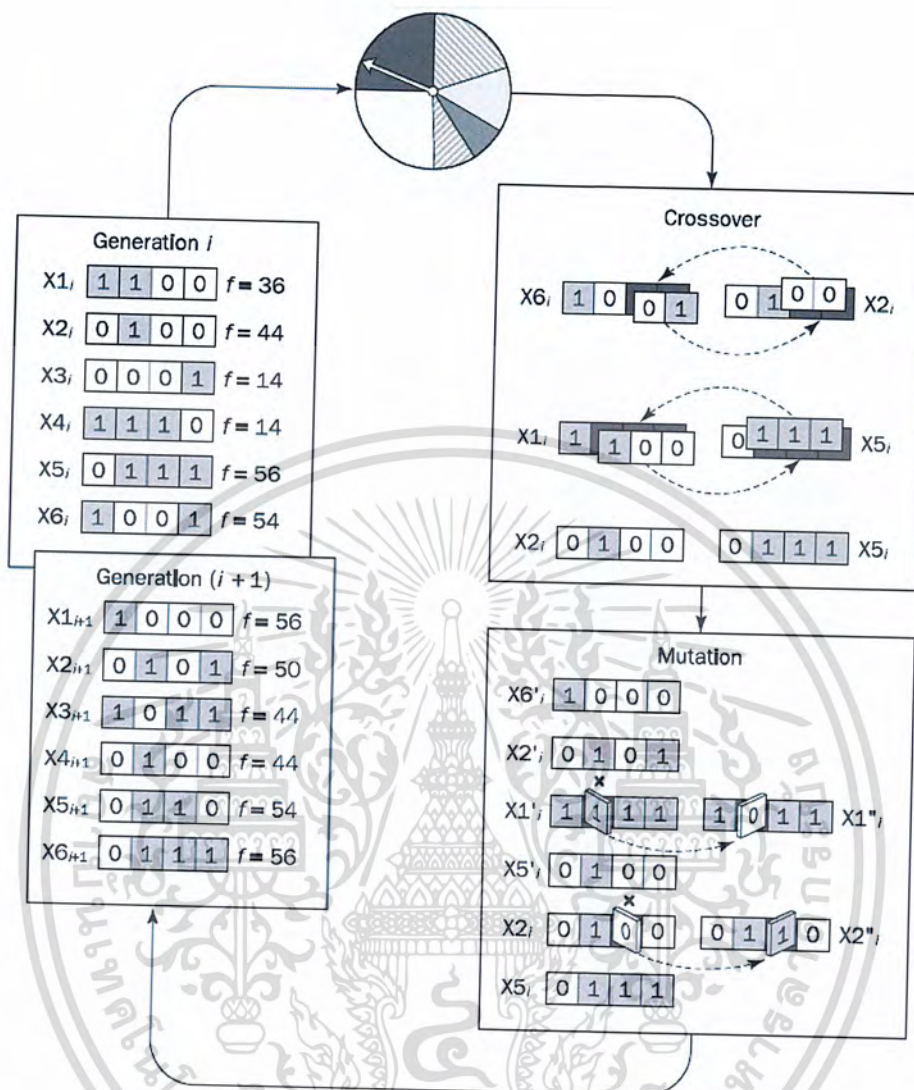 Generation i
X1i 1 1 0 0 f = 36
X2i 0 1 0 0 f = 44
X3i 0 0 0 1 f = 14
X4i 1 1 1 0 f = 14
X5i 0 1 1 1 f = 56
X6i 1 0 0 1 f = 54
Generation (i + 1)
X1i+1 1 0 0 0 f = 56
X2i+1 0 1 0 1 f = 50
X3i+1 1 0 1 1 f = 44
X4i+1 0 1 0 0 f = 44
X5i+1 0 1 1 0 f = 54
X6i+1 0 1 1 1 f = 56
Crossover
X6i 1 0 0 1 0 1 0 0 X2i
X1i 1 1 0 0 0 1 1 1 X5i
X2i 0 1 0 0 0 1 1 1 X5i
Mutation
X6'i 1 0 0 0
X2'i 0 1 0 1
×
X1'i 1 1 1 1 1 0 1 1 X1"i
X5'i 0 1 0 0
×
X2i 0 1 0 0 0 1 1 0 X2"i
X5i 0 1 1 1